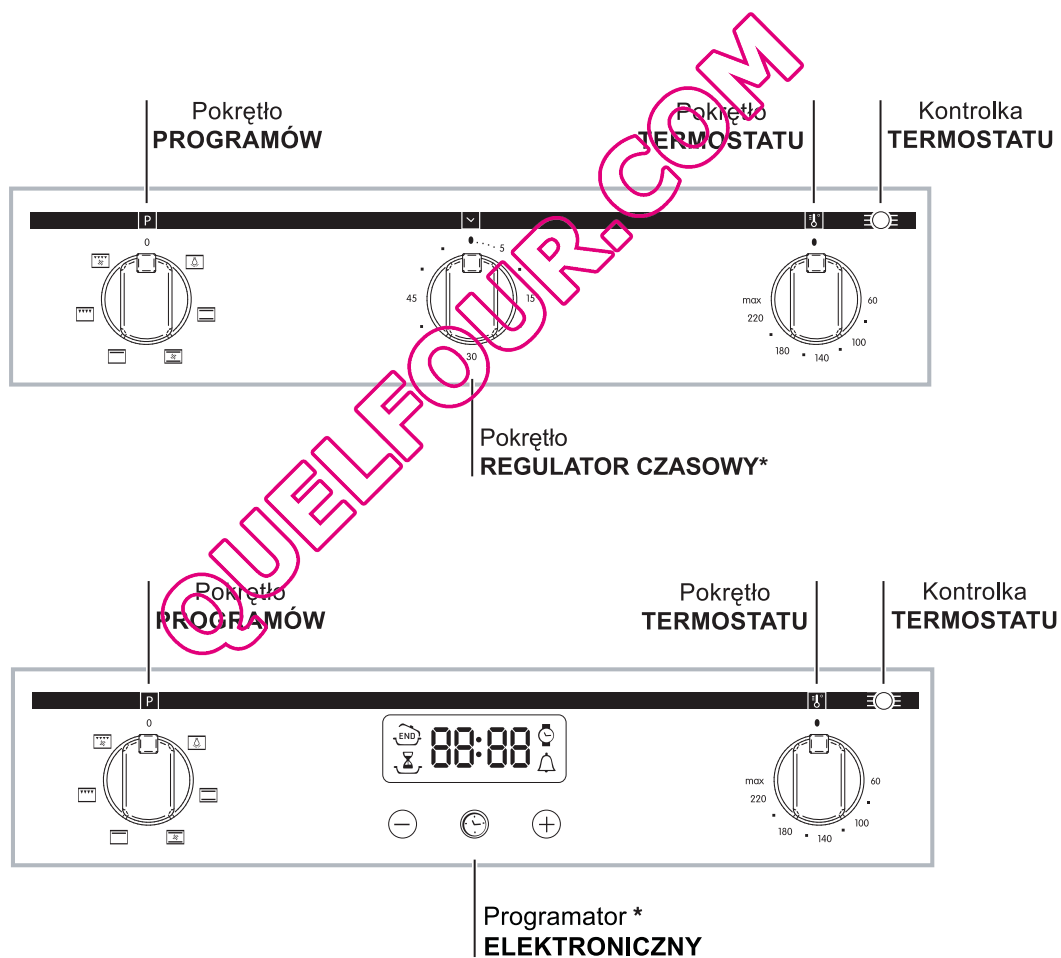 Pokrętło
PROGRAMÓW
Pokrętło
TERMOSTATU
Kontrolka
TERMOSTATU
P
0
5
15
30
45
60
100
140
180
220
max
Pokrętło
REGULATOR CZASOWY*
QUELFOUR.COM
Pokrętło
PROGRAMÓW
Pokrętło
TERMOSTATU
Kontrolka
TERMOSTATU
P
0
END
88:88
60
100
140
180
220
max
Programator *
ELEKTRONICZNY